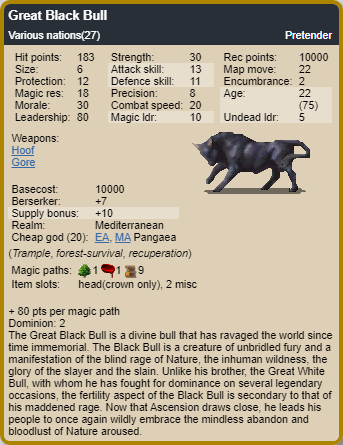 Great Black Bull
Various nations(27) Pretender
Hit points: 183 Strength: 30 Rec points: 10000
Size: 6 Attack skill: 13 Map move: 22
Protection: 12 Defence skill: 11 Encumbrance: 2
Magic res: 18 Precision: 8 Age: 22
Morale: 30 Combat speed: 20 (75)
Leadership: 80 Magic ldr: 10 Undead ldr: 5
Weapons:
Hoof
Gore
Basecost: 10000
Berserker: +7
Supply bonus: +10
Realm: Mediterranean
Cheap god (20): EA, MA Pangaea
(Trample, forest-survival, recuperation)
Magic paths: 1 1 9
Item slots: head(crown only), 2 misc
+ 80 pts per magic path
Dominion: 2
The Great Black Bull is a divine bull that has ravaged the world since
time immemorial. The Black Bull is a creature of unbridled fury and a
manifestation of the blind rage of Nature, the inhuman wildness, the
glory of the slayer and the slain. Unlike his brother, the Great White
Bull, with whom he has fought for dominance on several legendary
occasions, the fertility aspect of the Black Bull is secondary to that of
his maddened rage. Now that Ascension draws close, he leads his
people to once again wildly embrace the mindless abandon and
bloodlust of Nature aroused.